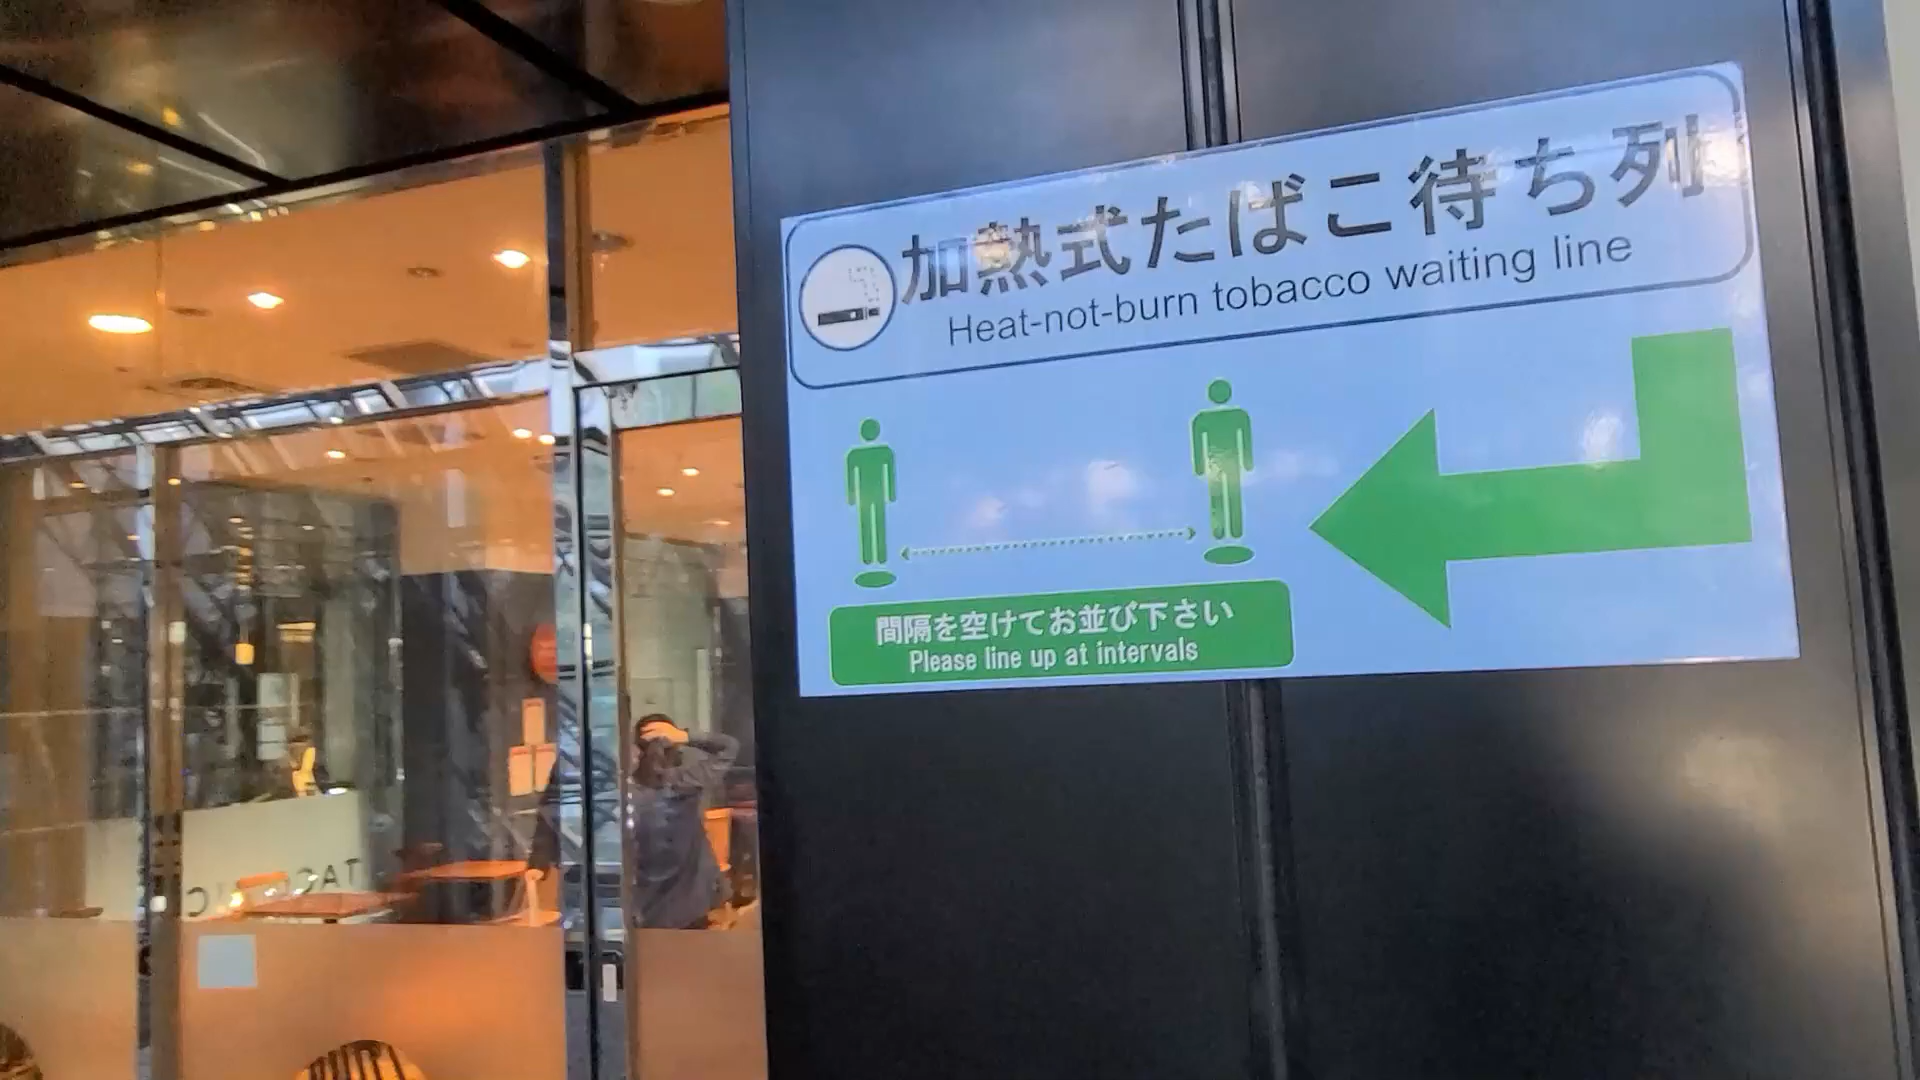 加熱式たばこ待ち列
Heat-not-burn tobacco waiting line
間隔を空けてお並び下さい
Please line up at intervals